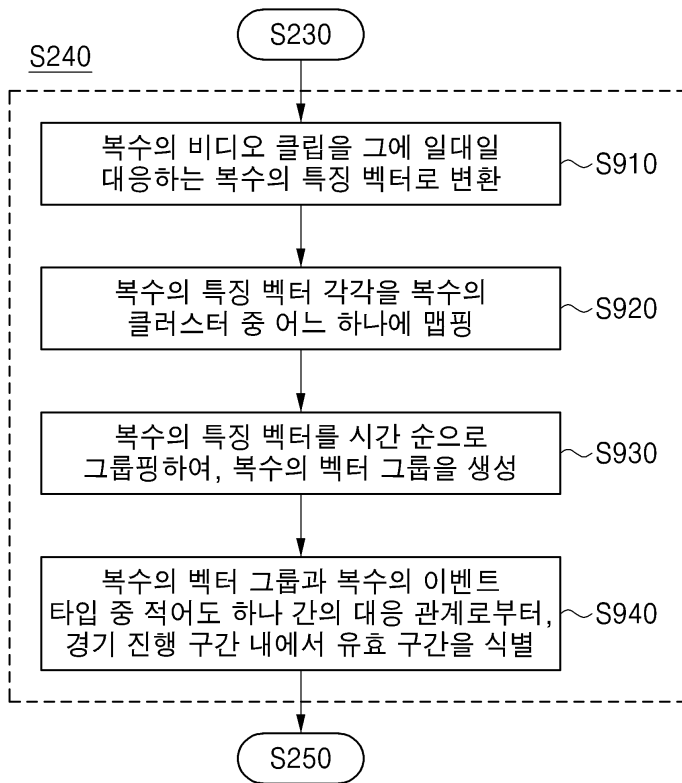 S230
S240
복수의 비디오 클립을 그에 일대일
대응하는 복수의 특징 벡터로 변환
S910
복수의 특징 벡터 각각을 복수의
클러스터 중 어느 하나에 맵핑
S920
복수의 특징 벡터를 시간 순으로
그룹핑하여, 복수의 벡터 그룹을 생성
S930
복수의 벡터 그룹과 복수의 이벤트
타입 중 적어도 하나 간의 대응 관계로부터,
경기 진행 구간 내에서 유효 구간을 식별
S940
S250